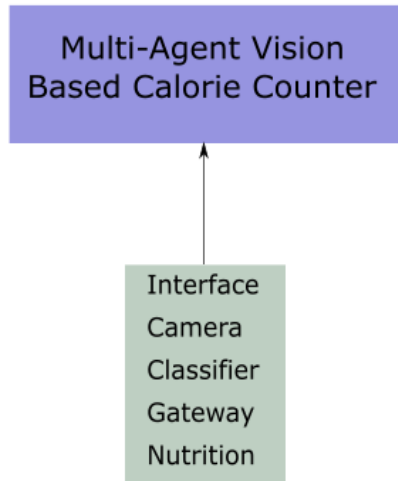 Multi-Agent Vision
Based Calorie Counter
Interface
Camera
Classifier
Gateway
Nutrition